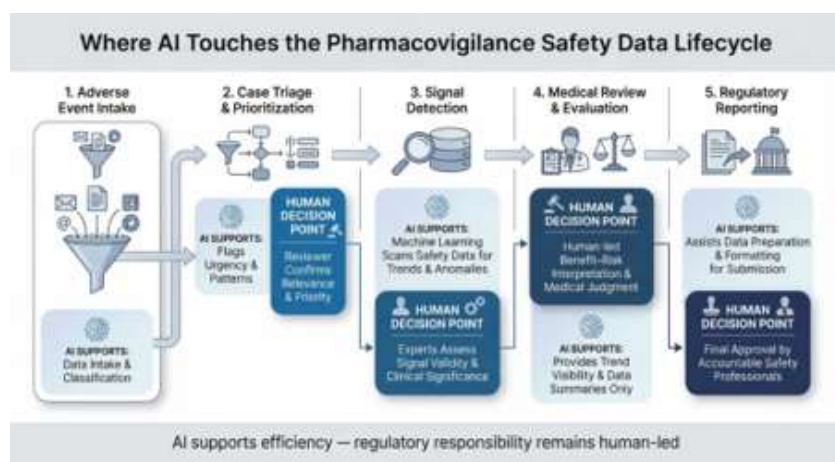 Where AI Touches the Pharmacovigilance Safety Data Lifecycle
1. Adverse
Event Intake
AI SUPPORTS:
Data Intake &
Classification
2. Case Triage
& Prioritization
AI SUPPORTS:
Flags
Urgency &
Patterns
HUMAN
DECISION
POINT
Reviewer
Confirms
Relevance
& Priority
3. Signal
Detection
AI SUPPORTS:
Machine Learning
Scans Safety Data for
Trends & Anomalies
HUMAN
DECISION POINT
Experts Assess
Signal Validity &
Clinical Significance
4. Medical Review
& Evaluation
HUMAN
DECISION POINT
Human-led
Benefit-Risk
Interpretation &
Medical Judgment
AI SUPPORTS:
Provides Trend
Visibility & Data
Summaries Only
5. Regulatory
Reporting
AI SUPPORTS:
Assists Data Preparation
& Formatting
for Submission
HUMAN
DECISION POINT
Final Approval by
Accountable Safety
Professionals
AI supports efficiency — regulatory responsibility remains human-led